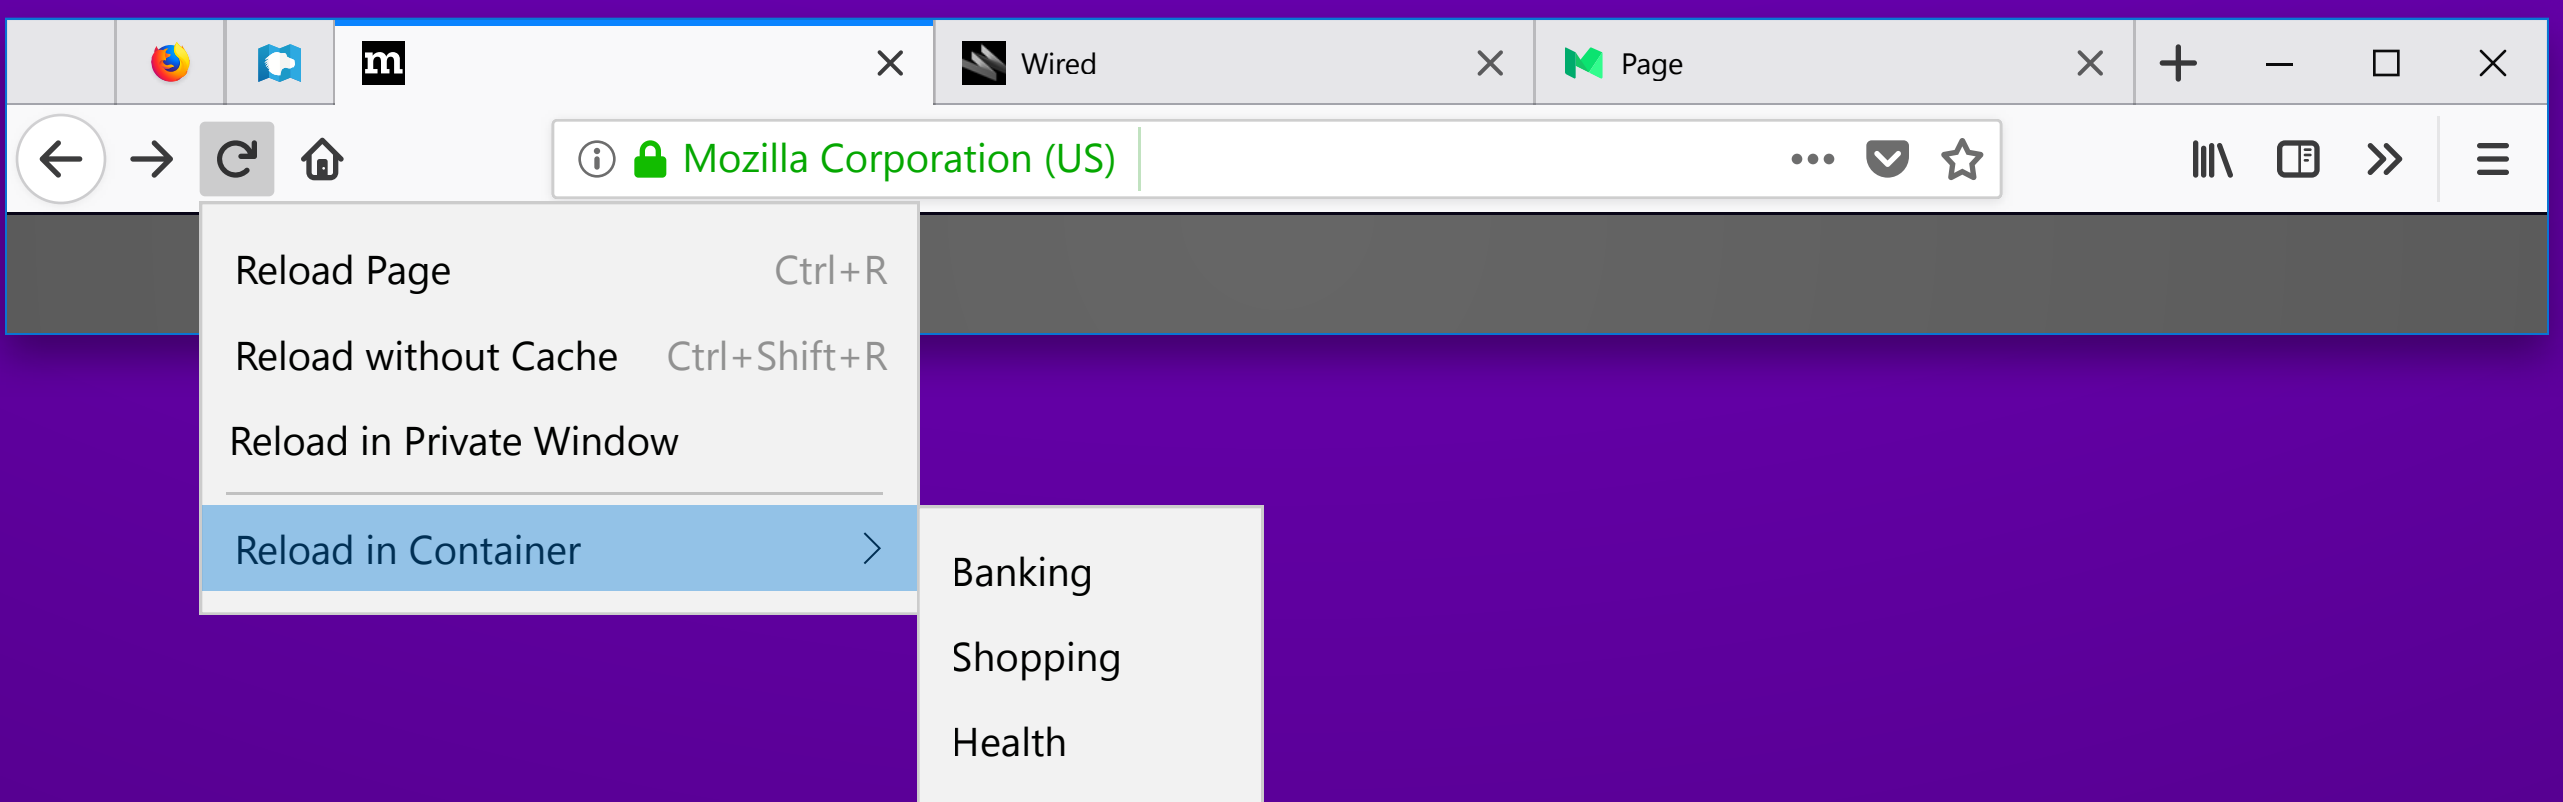 m
Wired
Page
Mozilla Corporation (US)
Reload Page Ctrl+R
Reload without Cache Ctrl+Shift+R
Reload in Private Window
Reload in Container
Banking
Shopping
Health